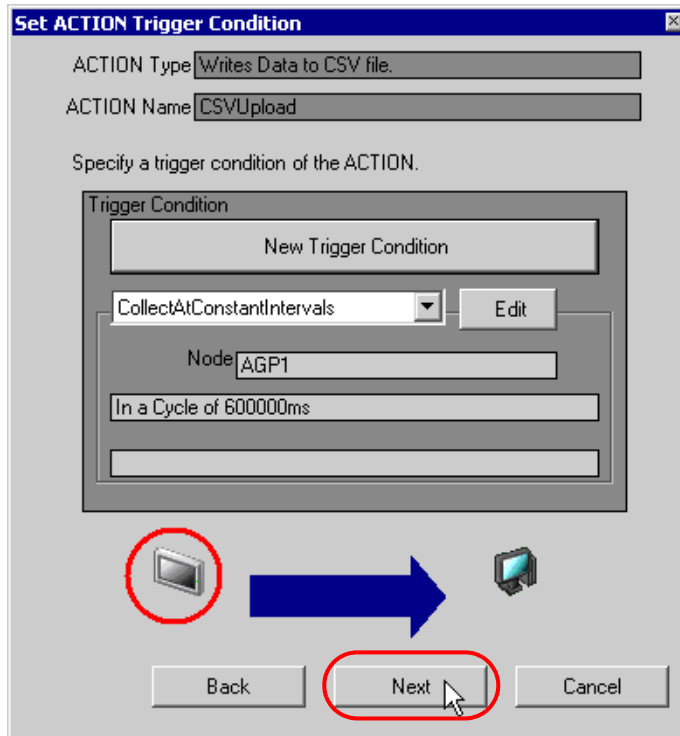 Set ACTION Trigger Condition
ACTION Type Writes Data to CSV file.
ACTION Name CSVUpload
Specify a trigger condition of the ACTION.
Trigger Condition
New Trigger Condition
CollectAtConstantIntervals Edit
Node AGP1
In a Cycle of 600000ms
Back Next Cancel